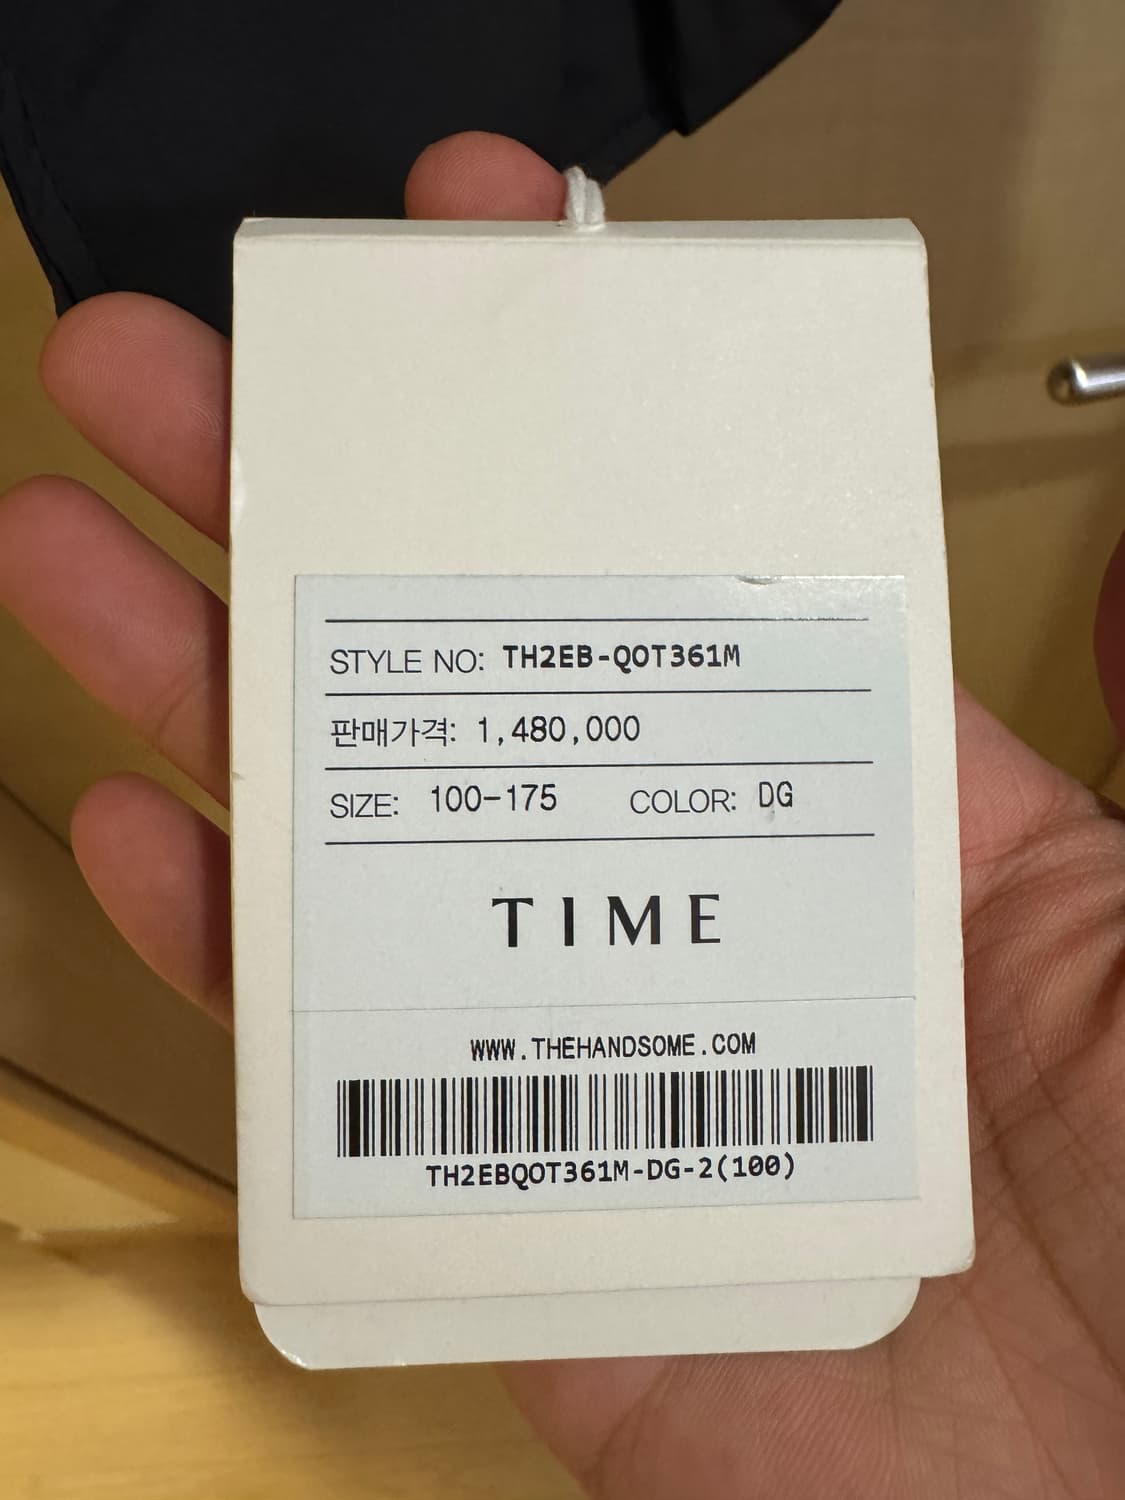 STYLE NO: TH2EB-QOT361M
판매가격: 1,480,000
SIZE: 100-175 COLOR: DG
TIME
WWW.THEHANDSOME.COM
TH2EBQOT361M-DG-2(100)